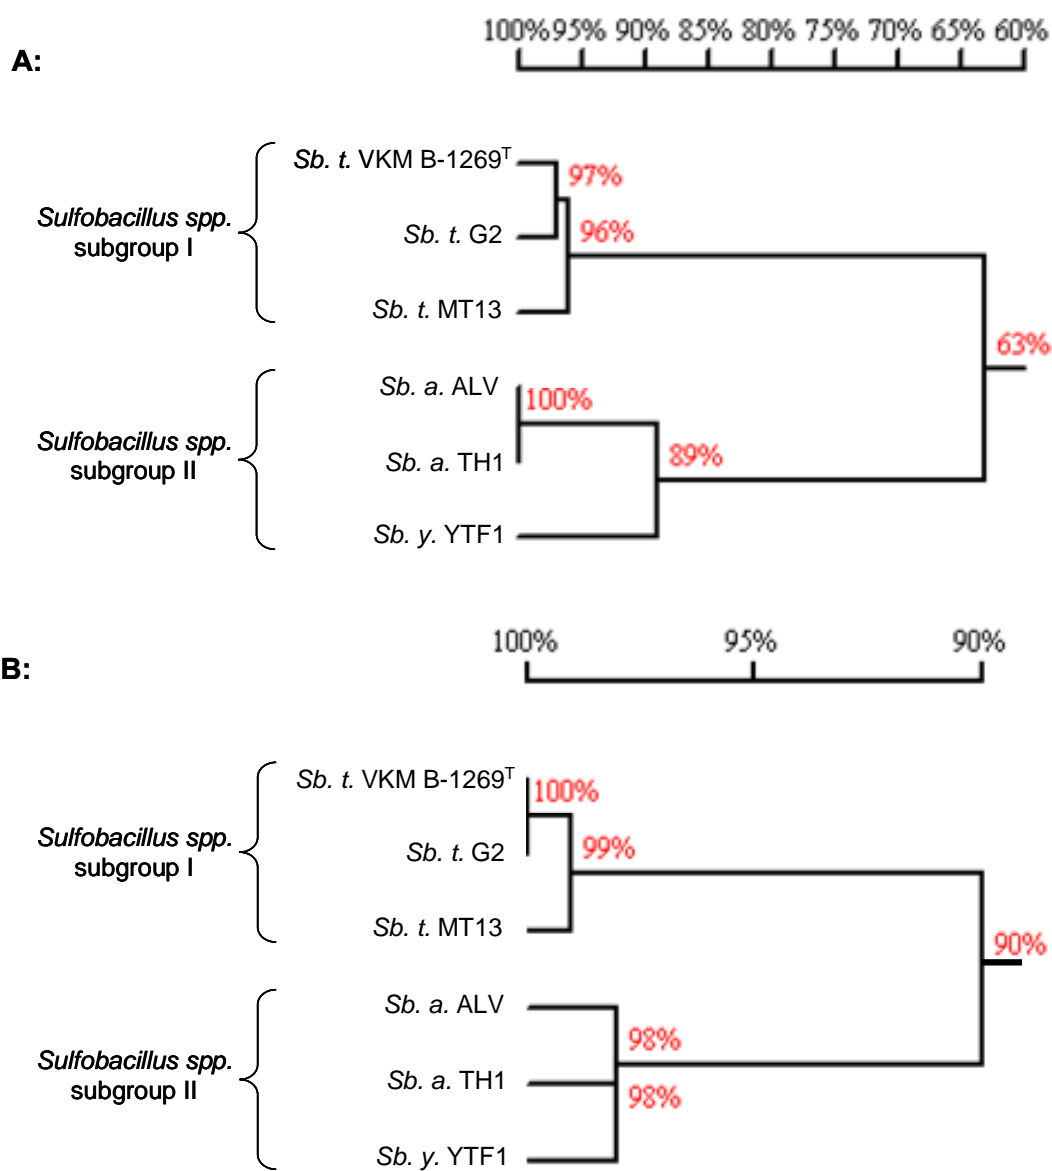 100% 95% 90% 85% 80% 75% 70% 65% 60%
A:
Sb. t. VKM B-1269ᵀ
97%
Sulfobacillus spp.
subgroup I
Sb. t. G2
96%
Sb. t. MT13
63%
Sb. a. ALV
100%
Sulfobacillus spp.
subgroup II
Sb. a. TH1
89%
Sb. y. YTF1
100% 95% 90%
B:
Sb. t. VKM B-1269ᵀ
100%
Sulfobacillus spp.
subgroup I
Sb. t. G2
99%
Sb. t. MT13
90%
Sb. a. ALV
98%
Sulfobacillus spp.
subgroup II
Sb. a. TH1
98%
Sb. y. YTF1